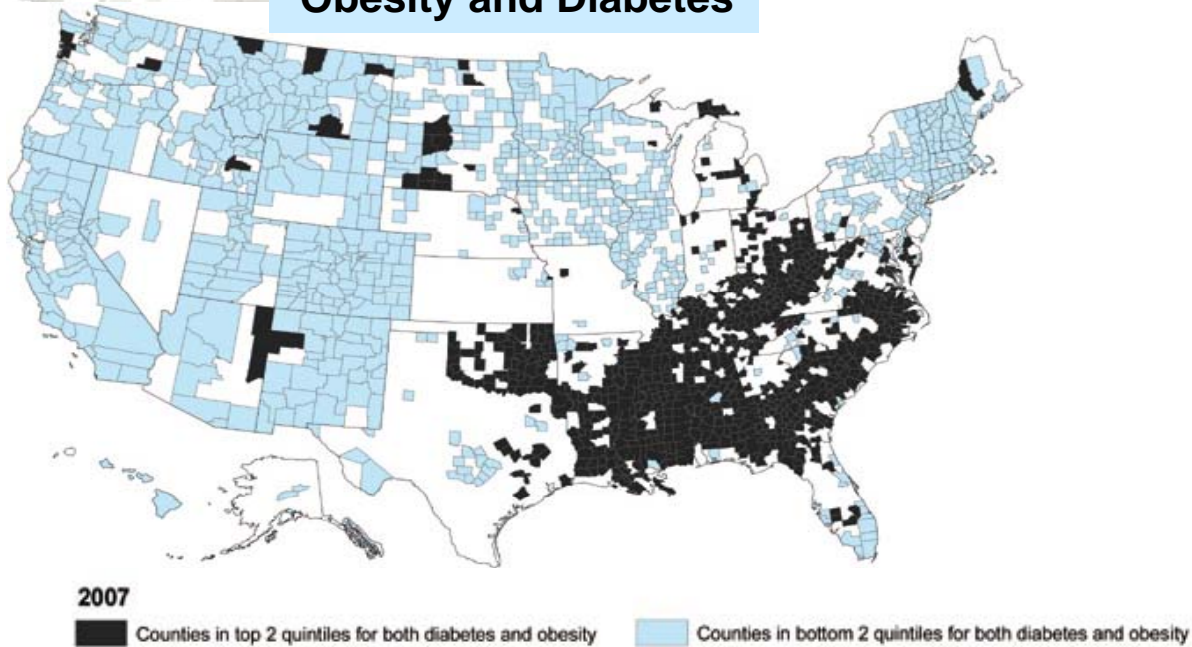 Obesity and Diabetes
2007
Counties in top 2 quintiles for both diabetes and obesity
Counties in bottom 2 quintiles for both diabetes and obesity